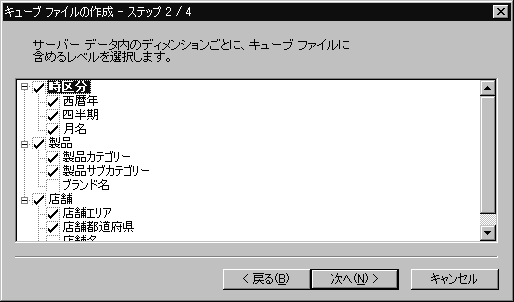 キューブ ファイルの作成 - ステップ 2 / 4
サーバー データ内のディメンションごとに、キューブ ファイルに
含めるレベルを選択します。
時区分
西暦年
四半期
月名
製品
製品カテゴリー
製品サブカテゴリー
ブランド名
店舗
店舗エリア
店舗都道府県
店舗名
< 戻る(B)
次へ(N) >
キャンセル